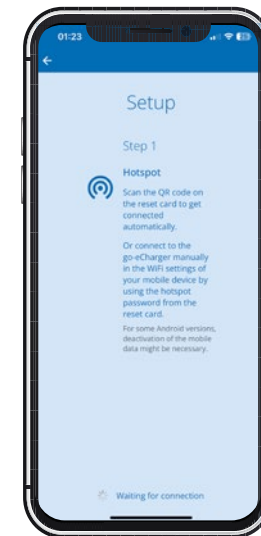 01:23
Setup
Step 1
Hotspot
Scan the QR code on
the reset card to get
connected
automatically.
Or connect to the
go-eCharger manually
in the WiFi settings of
your mobile device by
using the hotspot
password from the
reset card.
For some Android versions,
deactivation of the mobile
data might be necessary.
Waiting for connection